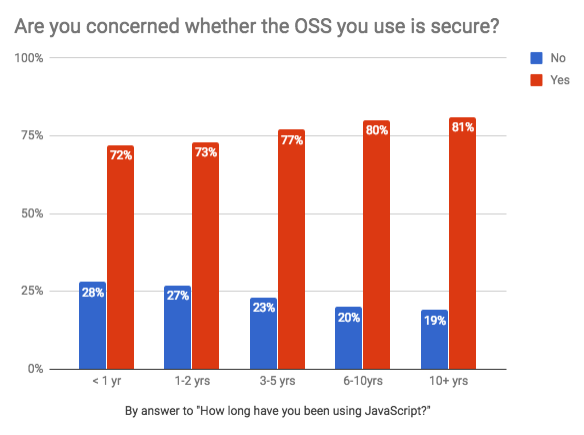 Are you concerned whether the OSS you use is secure?
100%
75%
50%
25%
0%
No
Yes
28%
72%
27%
73%
23%
77%
20%
80%
19%
81%
< 1 yr
1-2 yrs
3-5 yrs
6-10yrs
10+ yrs
By answer to "How long have you been using JavaScript?"